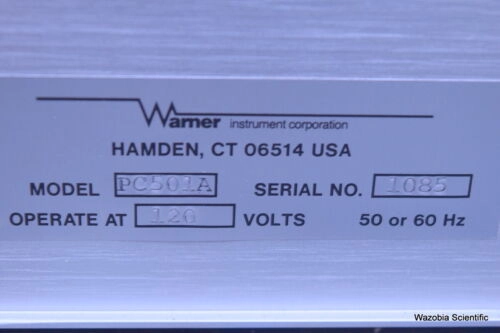 Warner instrument corporation
HAMDEN, CT 06514 USA
MODEL PC501A SERIAL NO. 1085
OPERATE AT 120 VOLTS 50 or 60 Hz
Wazobia Scientific